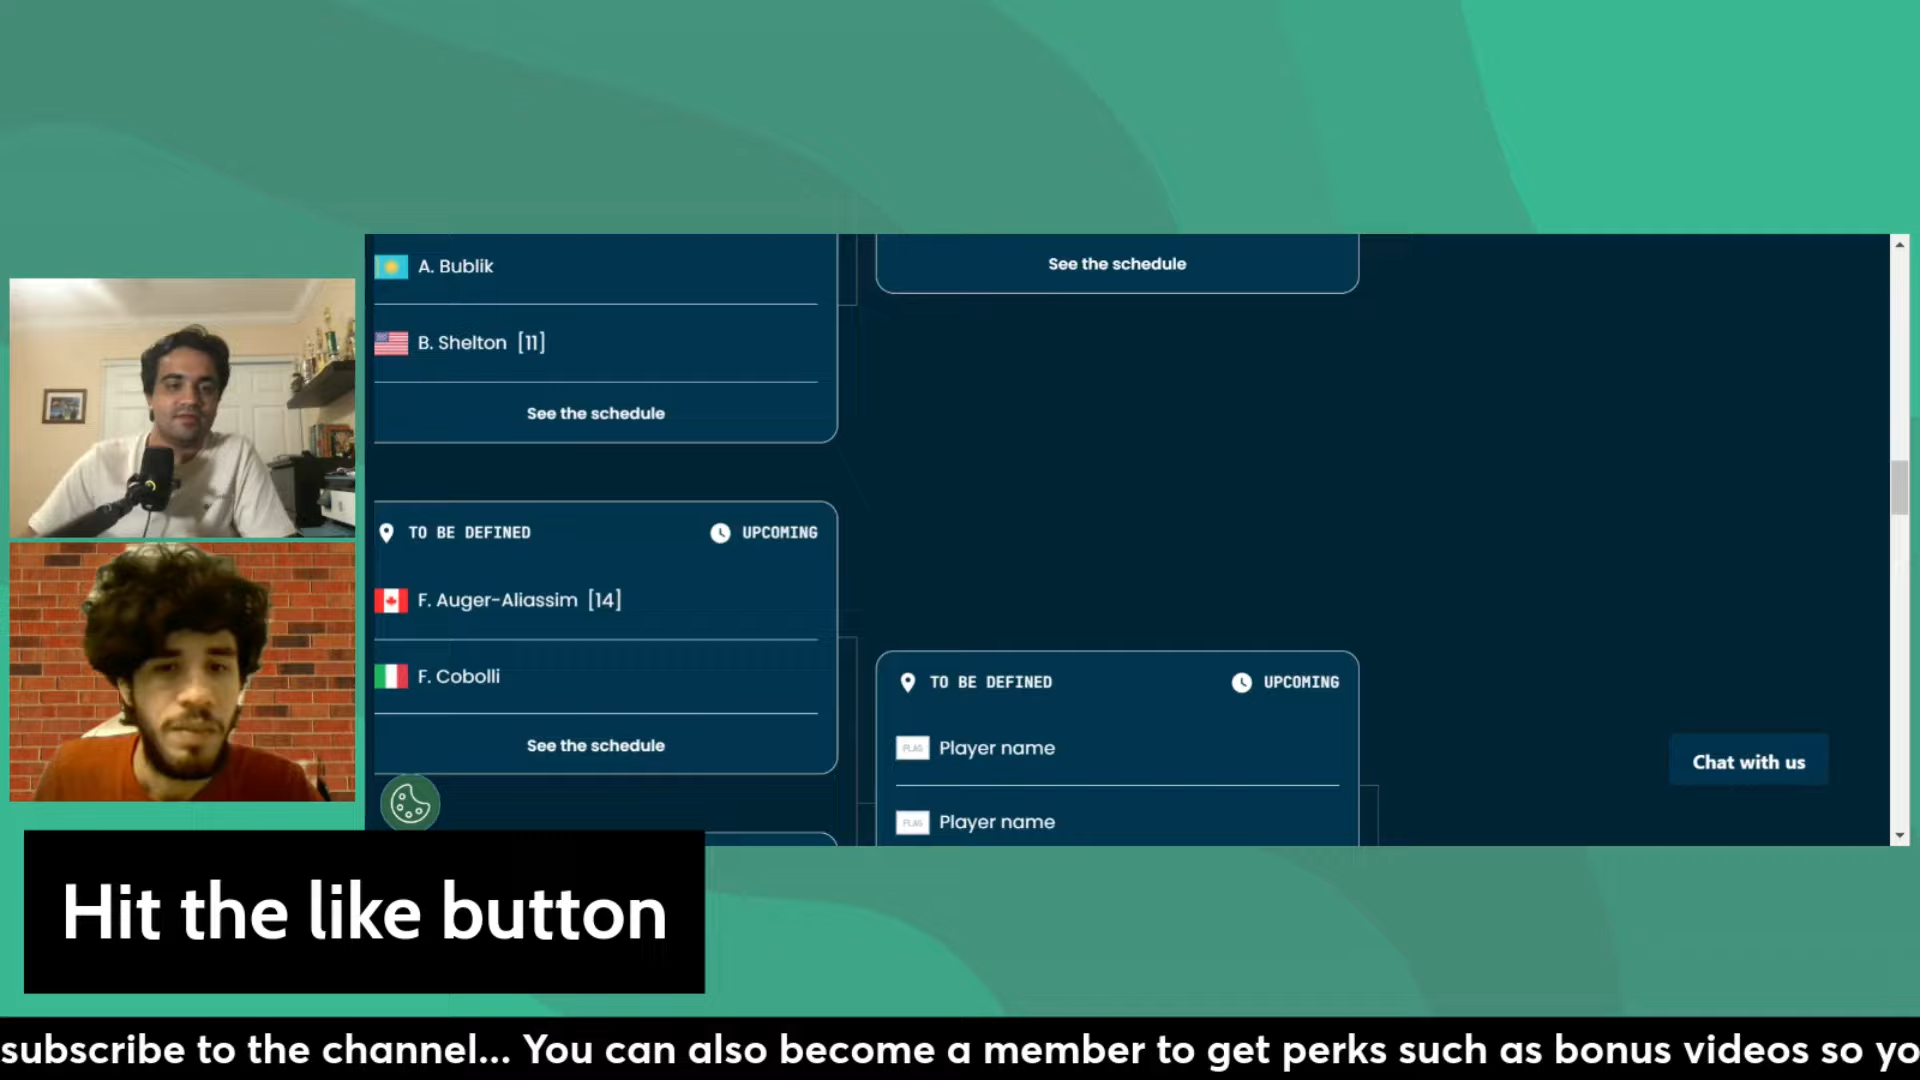 A. Bublik
B. Shelton [11]
See the schedule
See the schedule
TO BE DEFINED UPCOMING
F. Auger-Aliassim [14]
F. Cobolli
See the schedule
TO BE DEFINED UPCOMING
FLAG Player name
FLAG Player name
Chat with us
Hit the like button
subscribe to the channel... You can also become a member to get perks such as bonus videos so yo